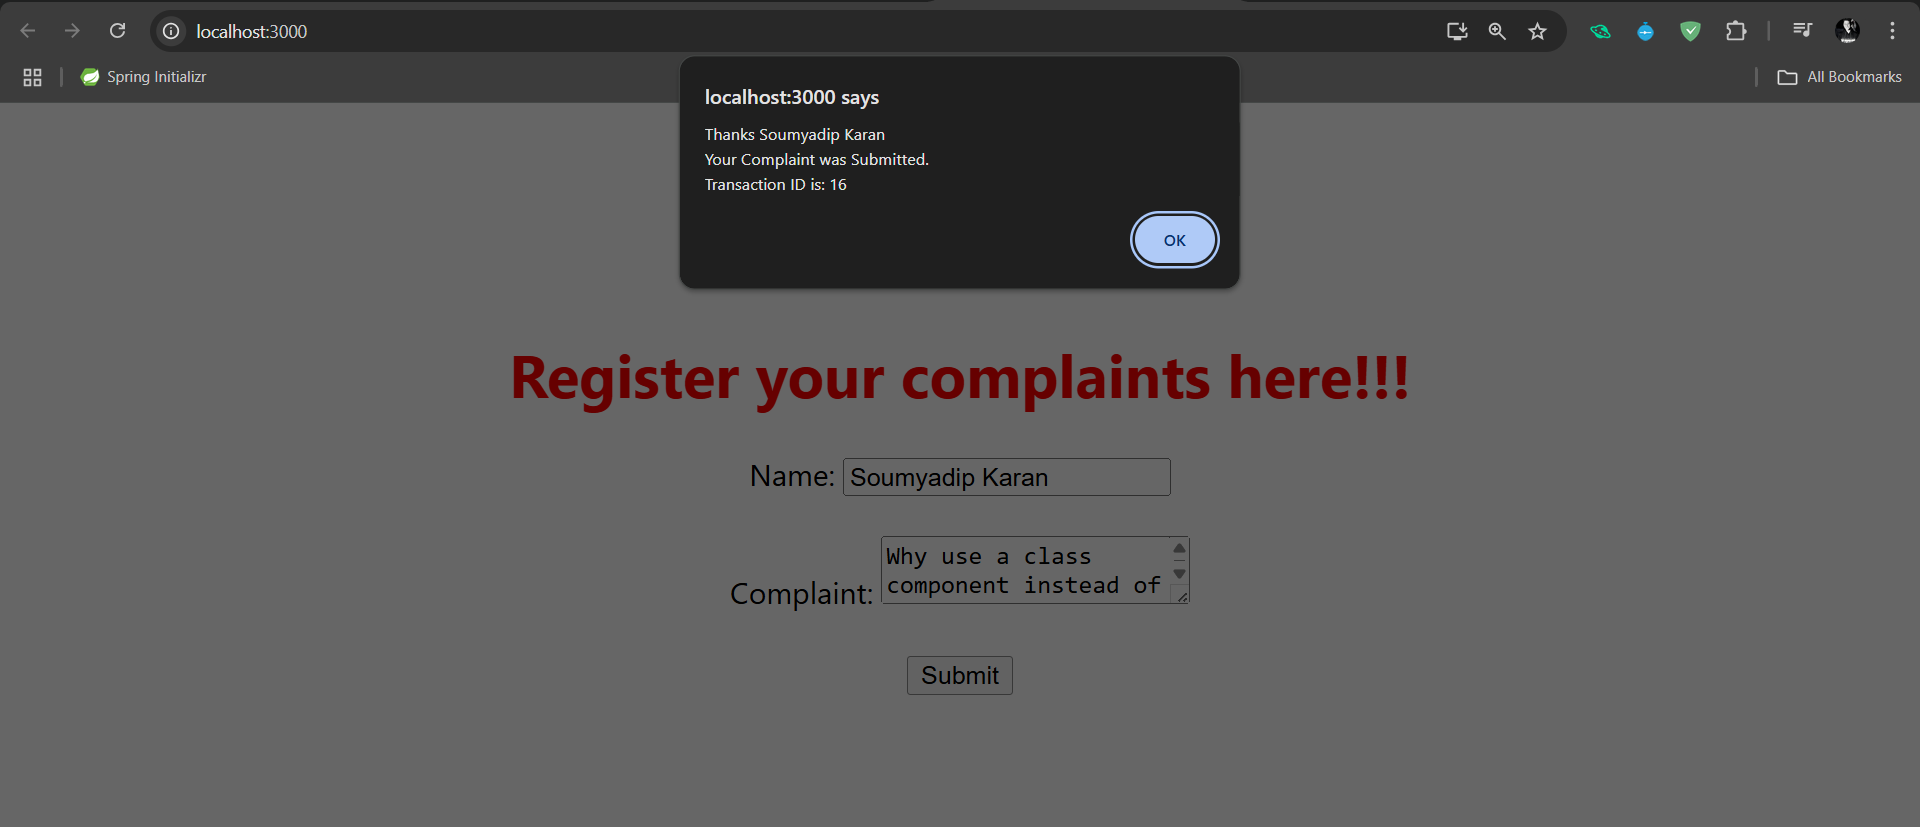 localhost:3000
Spring Initializr
All Bookmarks
localhost:3000 says
Thanks Soumyadip Karan
Your Complaint was Submitted.
Transaction ID is: 16
OK
Register your complaints here!!!
Name: Soumyadip Karan
Complaint: Why use a class
component instead of
Submit